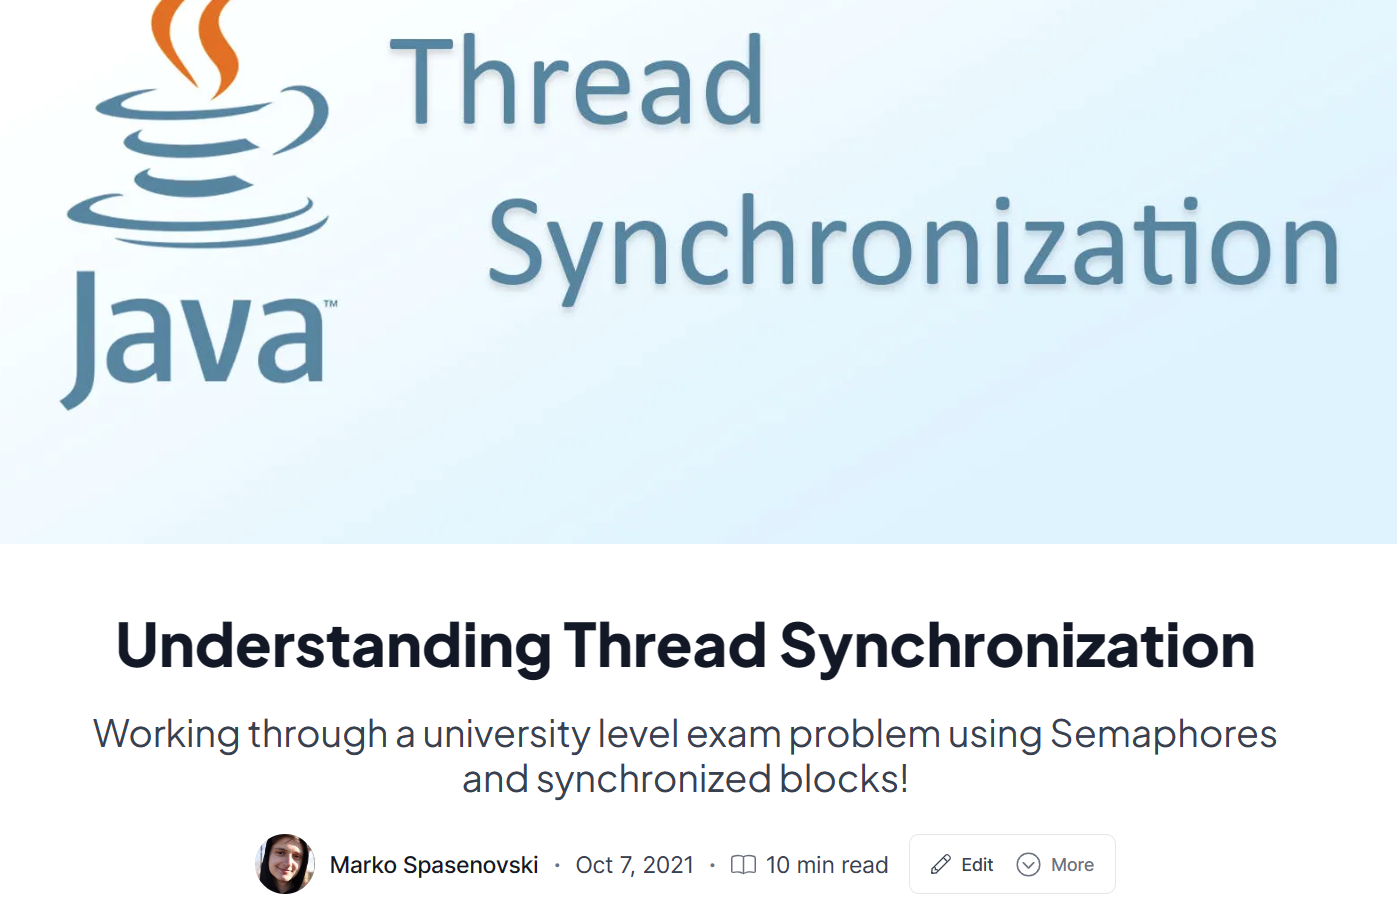 Thread
Synchronization
Java™
Understanding Thread Synchronization
Working through a university level exam problem using Semaphores
and synchronized blocks!
Marko Spasenovski · Oct 7, 2021 · 10 min read Edit More